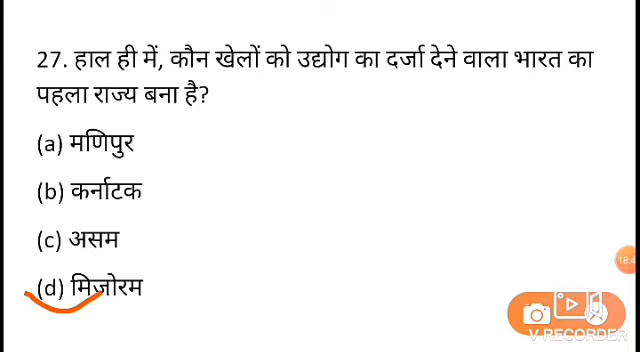 27. हाल ही में, कौन खेलों को उद्योग का दर्जा देने वाला भारत का
पहला राज्य बना है?
(a) मणिपुर
(b) कर्नाटक
(c) असम
(d) मिजोरम
V RECORDER